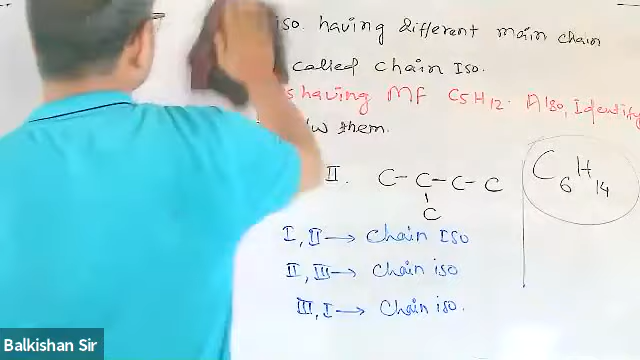 iso. having different main chain
called chain Iso.
having MF C5H12. Also, Identify
them.
II. C-C-C-C
C
C6H14
I, II→ Chain Iso
II, III→ Chain iso
III, I→ Chain iso.
Balkishan Sir